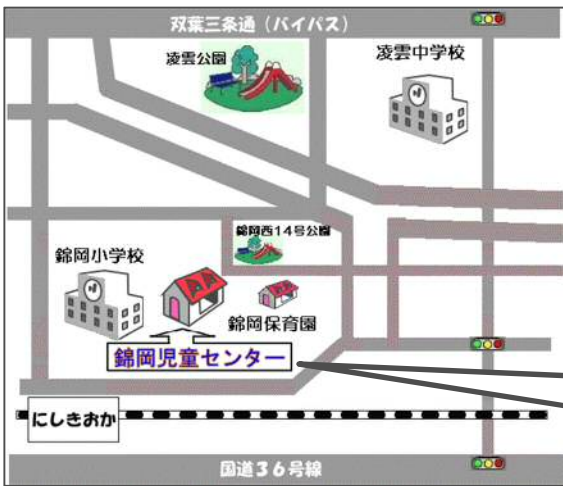 双葉三条通（バイパス）
凌雲公園
凌雲中学校
錦岡西14号公園
錦岡小学校
錦岡保育園
錦岡児童センター
にしきおか
国道３６号線